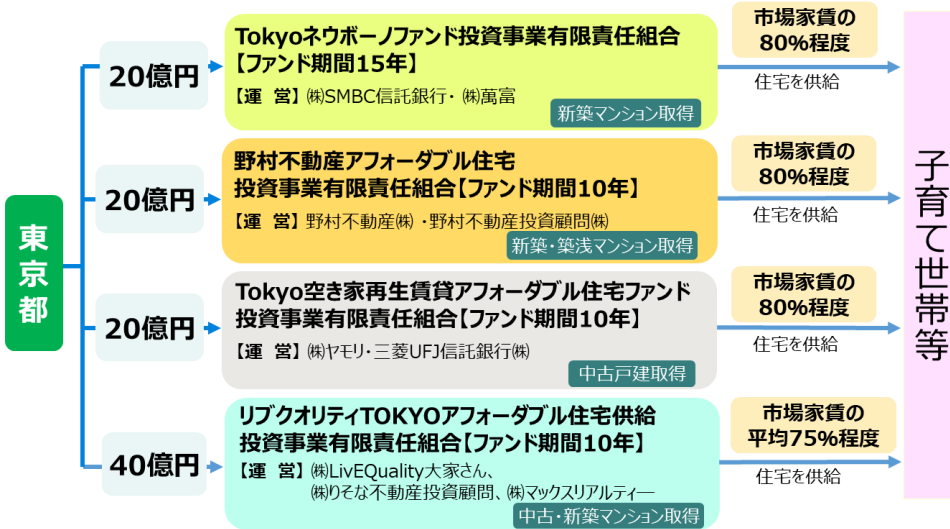 東京都
20億円
Tokyoネウボーノファンド投資事業有限責任組合
【ファンド期間15年】
【運 営】㈱SMBC信託銀行・ ㈱萬富
新築マンション取得
市場家賃の
80%程度
住宅を供給
20億円
野村不動産アフォーダブル住宅
投資事業有限責任組合【ファンド期間10年】
【運 営】野村不動産㈱ ・野村不動産投資顧問㈱
新築・築浅マンション取得
市場家賃の
80%程度
住宅を供給
20億円
Tokyo空き家再生賃貸アフォーダブル住宅ファンド
投資事業有限責任組合【ファンド期間10年】
【運 営】㈱ヤモリ・三菱UFJ信託銀行㈱
中古戸建取得
市場家賃の
80%程度
住宅を供給
40億円
リブクオリティTOKYOアフォーダブル住宅供給
投資事業有限責任組合【ファンド期間10年】
【運 営】㈱LivEQuality大家さん、
㈱りそな不動産投資顧問、㈱マックスリアルティー
中古・新築マンション取得
市場家賃の
平均75%程度
住宅を供給
子育て世帯等